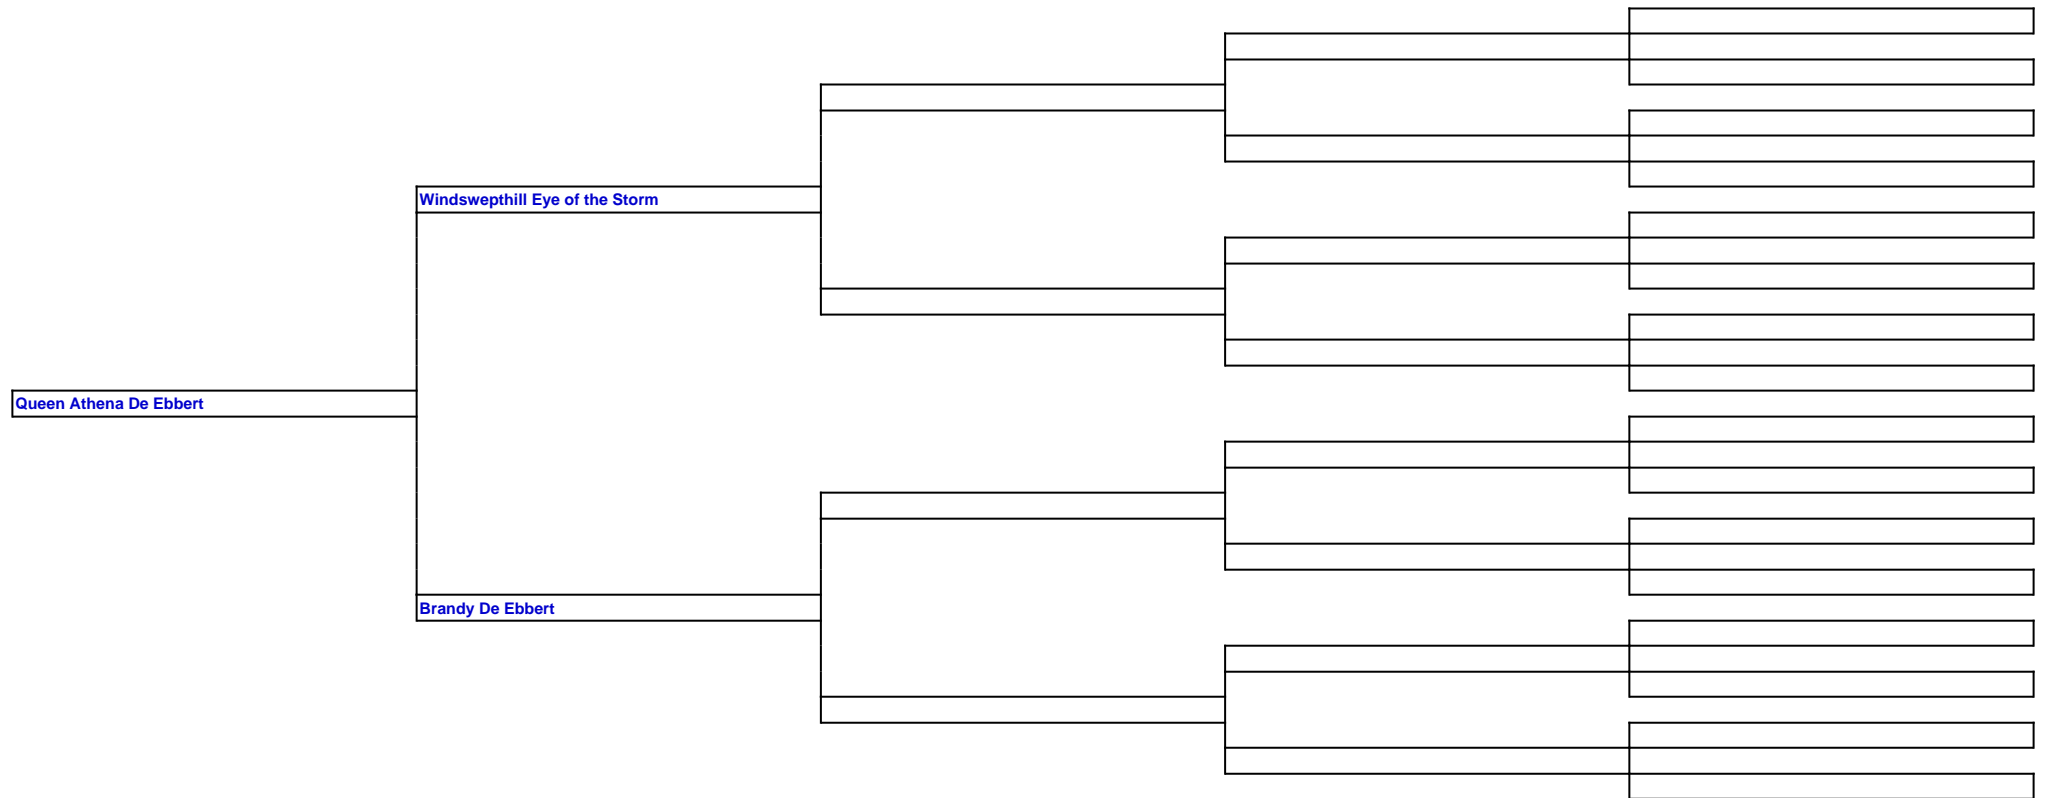 Windswepthill Eye of the Storm
Queen Athena De Ebbert
Brandy De Ebbert